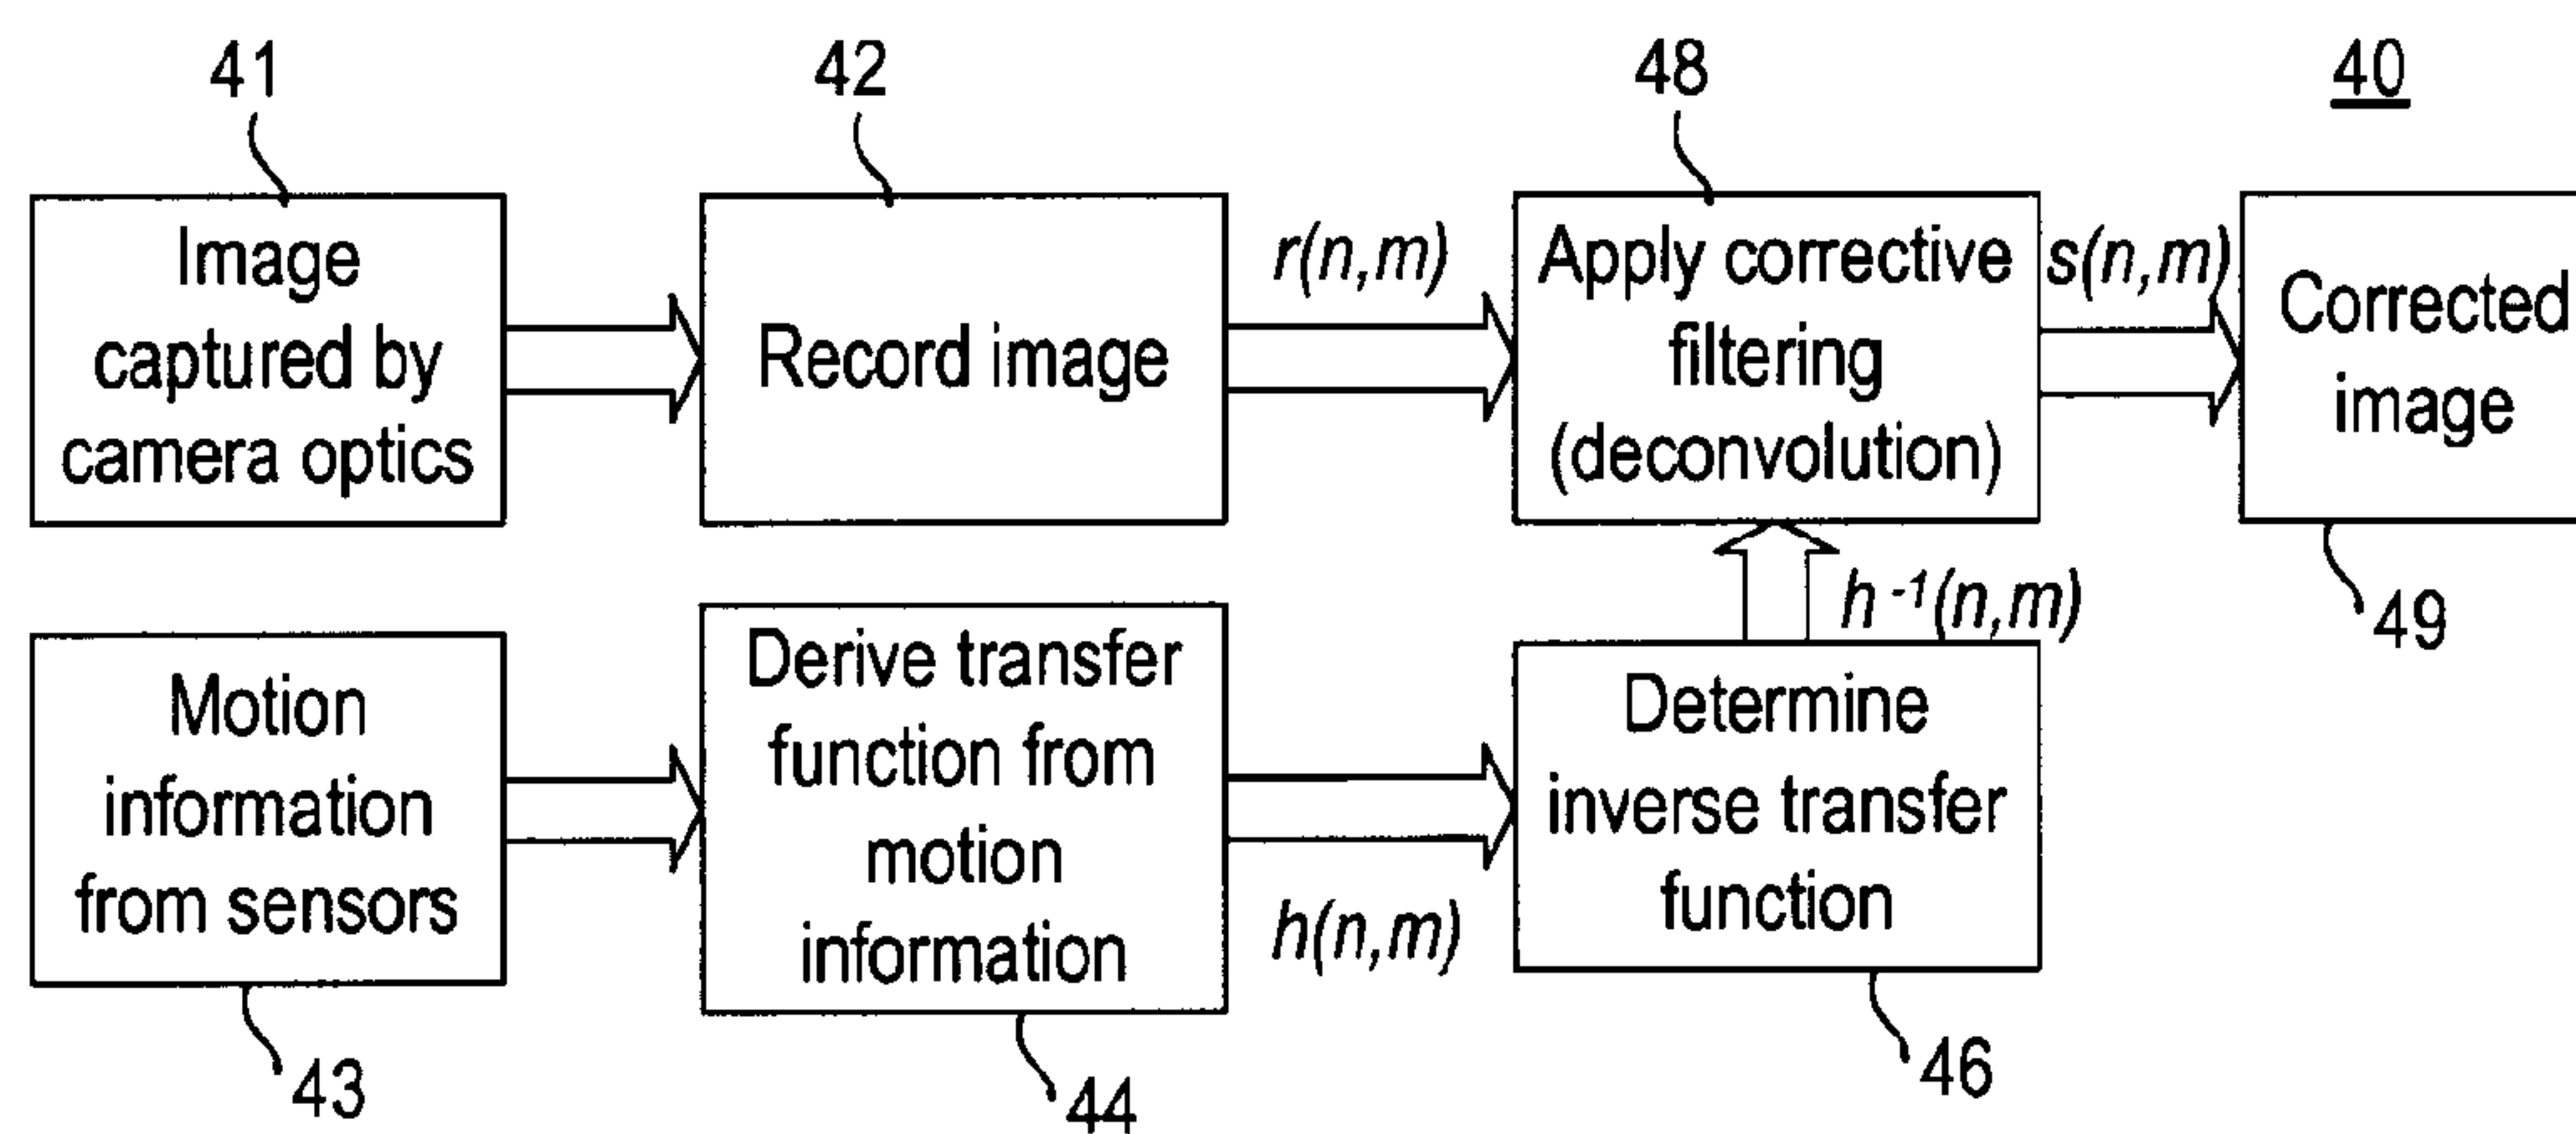 41
42
48
40
Image
captured by
camera optics
Record image
r(n,m)
Apply corrective
filtering
(deconvolution)
s(n,m)
Corrected
image
49
Motion
information
from sensors
43
Derive transfer
function from
motion
information
44
h(n,m)
Determine
inverse transfer
function
46
h⁻¹(n,m)